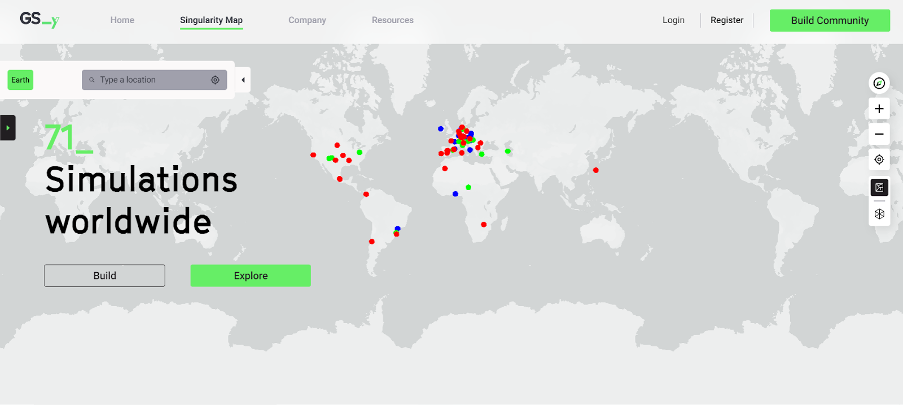 GS_y
Home
Singularity Map
Company
Resources
Login
Register
Build Community
Earth
Type a location
71_
Simulations
worldwide
Build
Explore